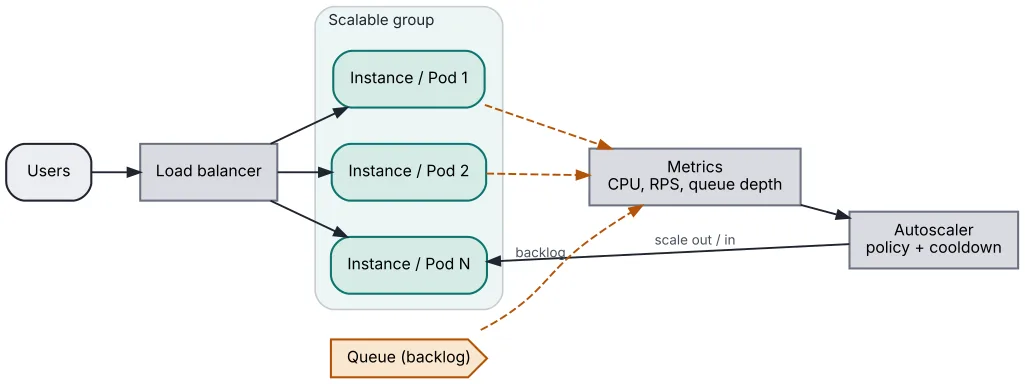 Scalable group
Instance / Pod 1
Users
Load balancer
Instance / Pod 2
Metrics
CPU, RPS, queue depth
Autoscaler
policy + cooldown
scale out / in
backlog
Instance / Pod N
Queue (backlog)